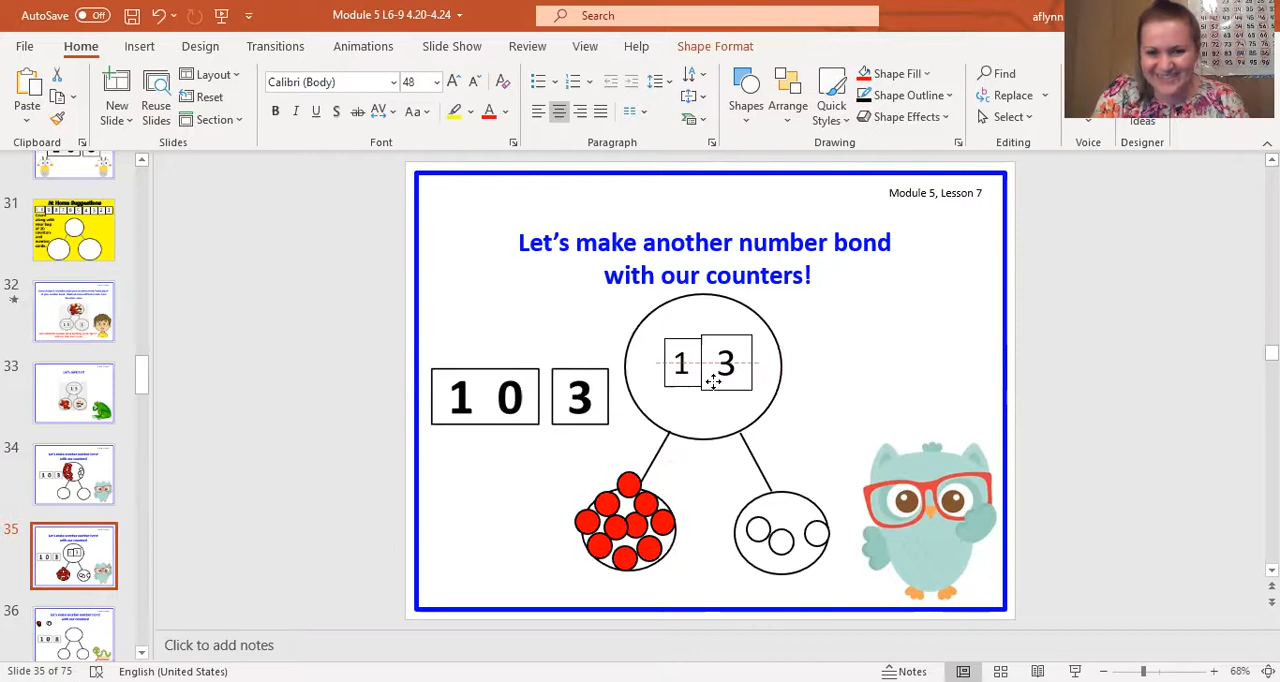 AutoSave Off
Module 5 L6-9 4.20-4.24
Search
aflynn
File Home Insert Design Transitions Animations Slide Show Review View Help Shape Format
Paste
New Slide
Reuse Slides
Layout
Reset
Section
Calibri (Body) 48
Shapes
Arrange
Quick Styles
Shape Fill
Shape Outline
Shape Effects
Find
Replace
Select
Ideas
Clipboard Slides Font Paragraph Drawing Editing Voice Designer
31
At Home Suggestions
32
33
34
35
36
Module 5, Lesson 7
Let's make another number bond
with our counters!
1 3
1 0 3
Click to add notes
Slide 35 of 75 English (United States) Notes 68%